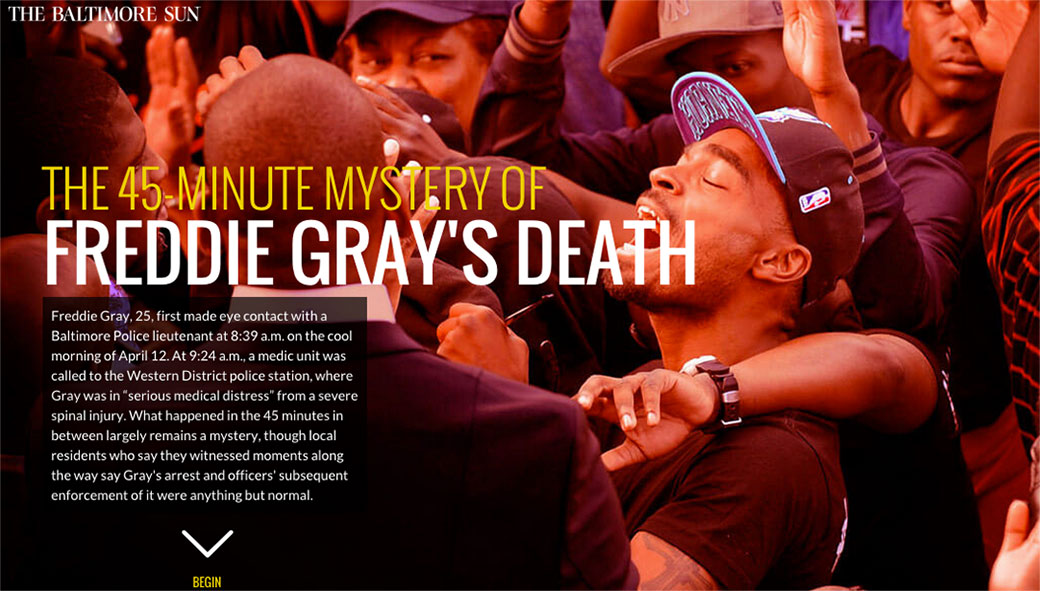 THE BALTIMORE SUN
THE 45-MINUTE MYSTERY OF
FREDDIE GRAY'S DEATH
Freddie Gray, 25, first made eye contact with a
Baltimore Police lieutenant at 8:39 a.m. on the cool
morning of April 12. At 9:24 a.m., a medic unit was
called to the Western District police station, where
Gray was in “serious medical distress” from a severe
spinal injury. What happened in the 45 minutes in
between largely remains a mystery, though local
residents who say they witnessed moments along
the way say Gray's arrest and officers' subsequent
enforcement of it were anything but normal.
BEGIN